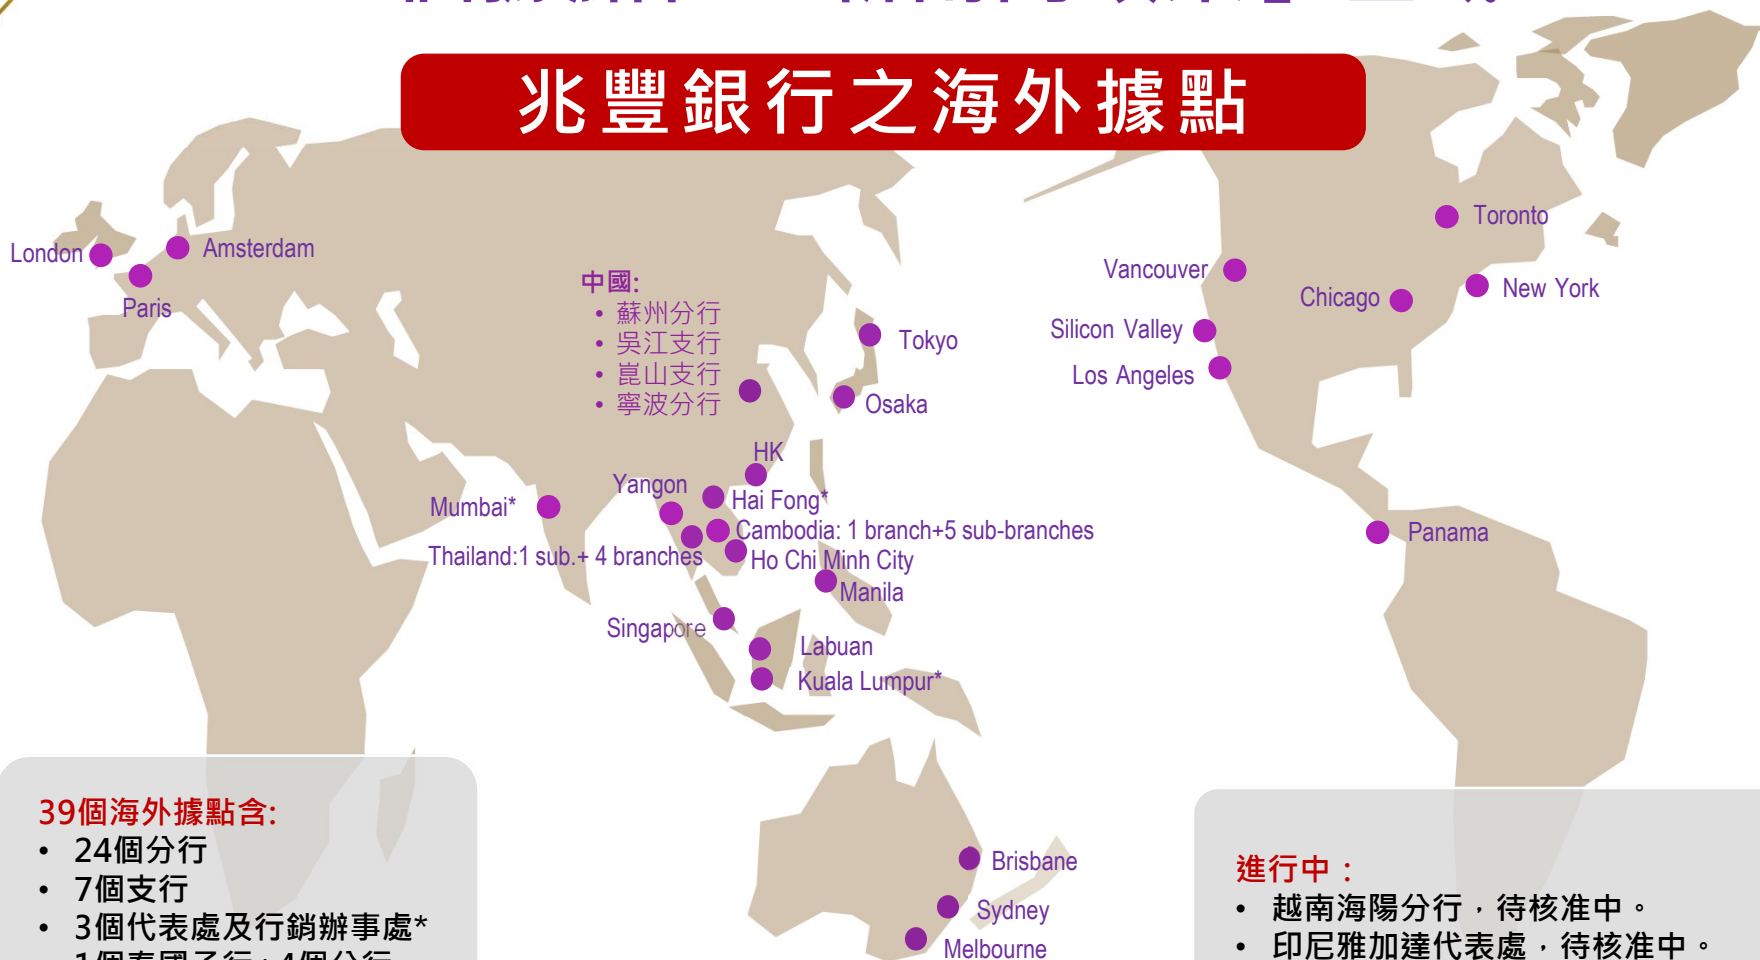 兆豐銀行之海外據點
London
Amsterdam
Paris
中國:
• 蘇州分行
• 吳江支行
• 崑山支行
• 寧波分行
Tokyo
Osaka
HK
Yangon
Hai Fong*
Mumbai*
Cambodia: 1 branch+5 sub-branches
Thailand:1 sub.+ 4 branches
Ho Chi Minh City
Manila
Singapore
Labuan
Kuala Lumpur*
Brisbane
Sydney
Melbourne
Toronto
Vancouver
Chicago
New York
Silicon Valley
Los Angeles
Panama
39個海外據點含:
• 24個分行
• 7個支行
• 3個代表處及行銷辦事處*
進行中：
• 越南海陽分行，待核准中。
• 印尼雅加達代表處，待核准中。